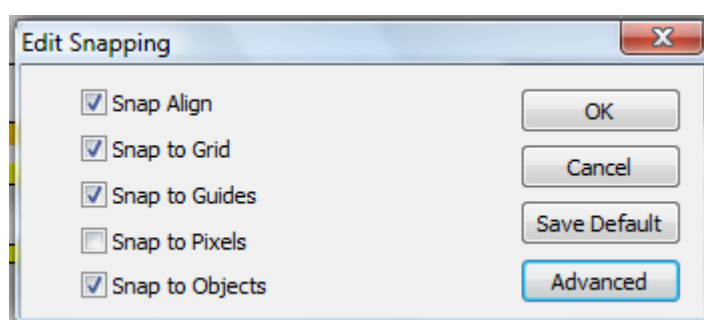 Edit Snapping
Snap Align
Snap to Grid
Snap to Guides
Snap to Pixels
Snap to Objects
OK
Cancel
Save Default
Advanced